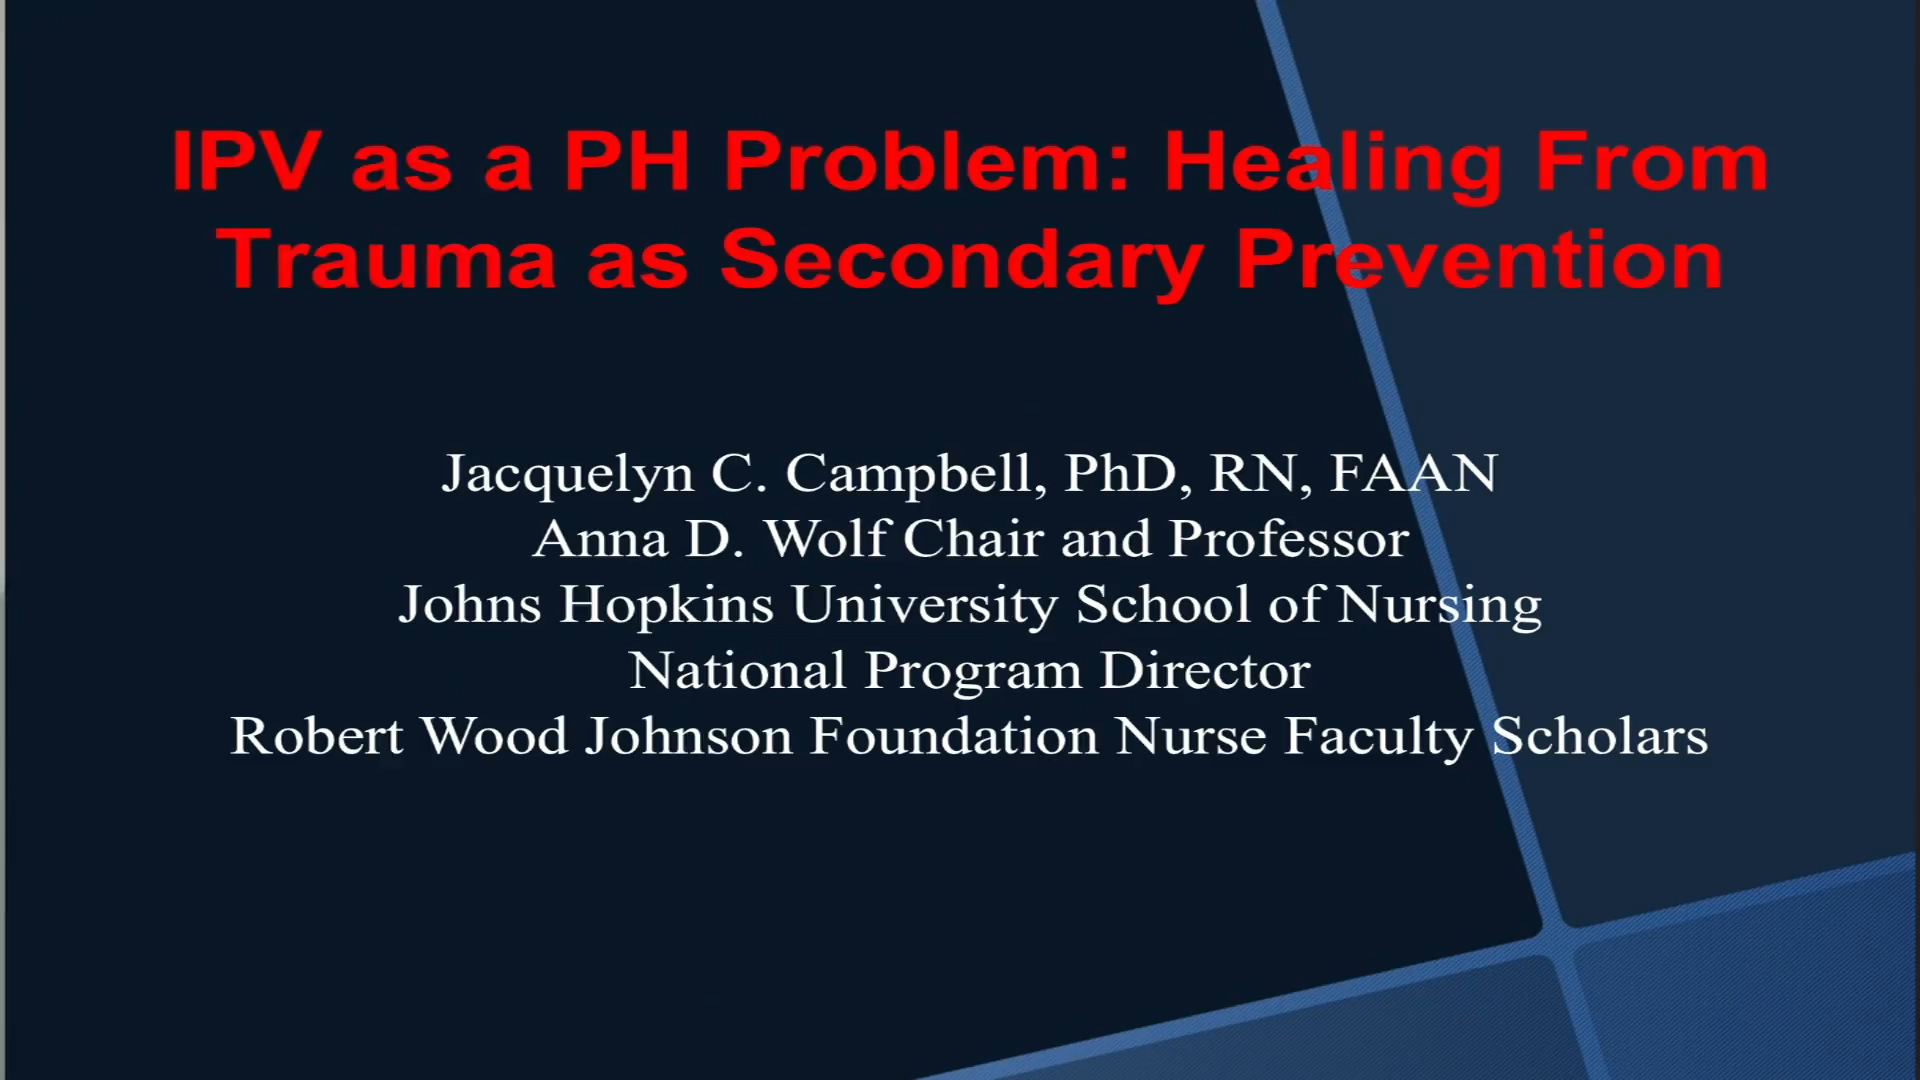 IPV as a PH Problem: Healing From
Trauma as Secondary Prevention
Jacquelyn C. Campbell, PhD, RN, FAAN
Anna D. Wolf Chair and Professor
Johns Hopkins University School of Nursing
National Program Director
Robert Wood Johnson Foundation Nurse Faculty Scholars